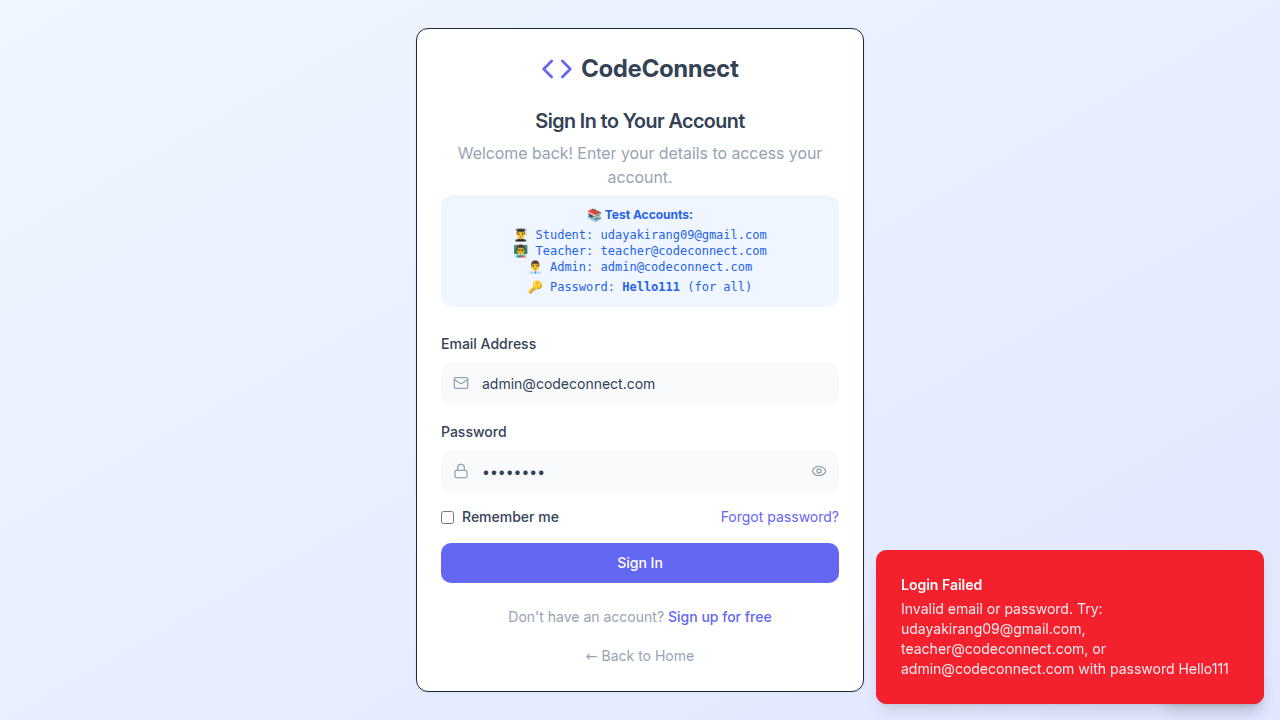 CodeConnect
Sign In to Your Account
Welcome back! Enter your details to access your
account.
📚 Test Accounts:
👨‍🎓 Student: udayakirang09@gmail.com
👨‍🏫 Teacher: teacher@codeconnect.com
👨‍💼 Admin: admin@codeconnect.com
🔑 Password: Hello111 (for all)
Email Address
admin@codeconnect.com
Password
••••••••
Remember me
Forgot password?
Sign In
Don't have an account? Sign up for free
← Back to Home
Login Failed
Invalid email or password. Try:
udayakirang09@gmail.com,
teacher@codeconnect.com, or
admin@codeconnect.com with password Hello111